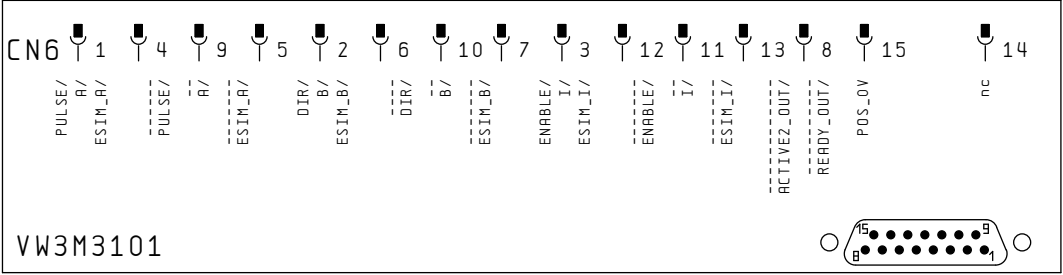 CN6 1 4 9 5 2 6 10 7 3 12 11 13 8 15 14
PULSE/
A/
ESIM_A/
PULSE/
A/
ESIM_A/
DIR/
B/
ESIM_B/
DIR/
B/
ESIM_B/
ENABLE/
I/
ESIM_I/
ENABLE/
I/
ESIM_I/
ACTIVE2_OUT/
READY_OUT/
POS_0V
nc
VW3M3101
15 9
8 1